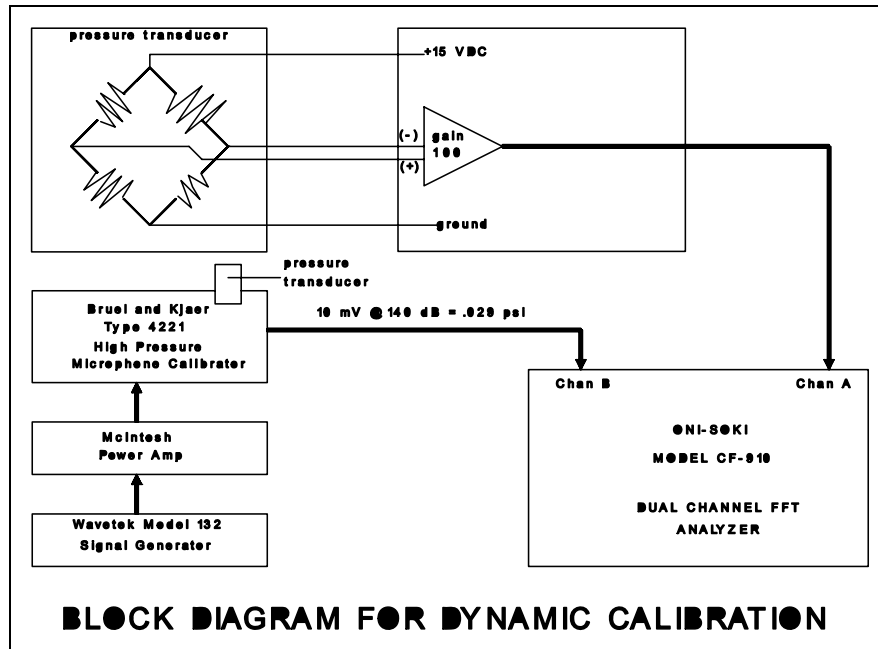 pressure transducer
+15 VDC
(-)
gain
100
(+)
ground
pressure
transducer
Bruel and Kjaer
Type 4221
High Pressure
Microphone Calibrater
10 mV @ 140 dB = .029 psi
Chan B
Chan A
McIntosh
Power Amp
ONI-SOKI
MODEL CF-910
DUAL CHANNEL FFT
ANALYZER
Wavetek Model 132
Signal Generator
BLOCK DIAGRAM FOR DYNAMIC CALIBRATION